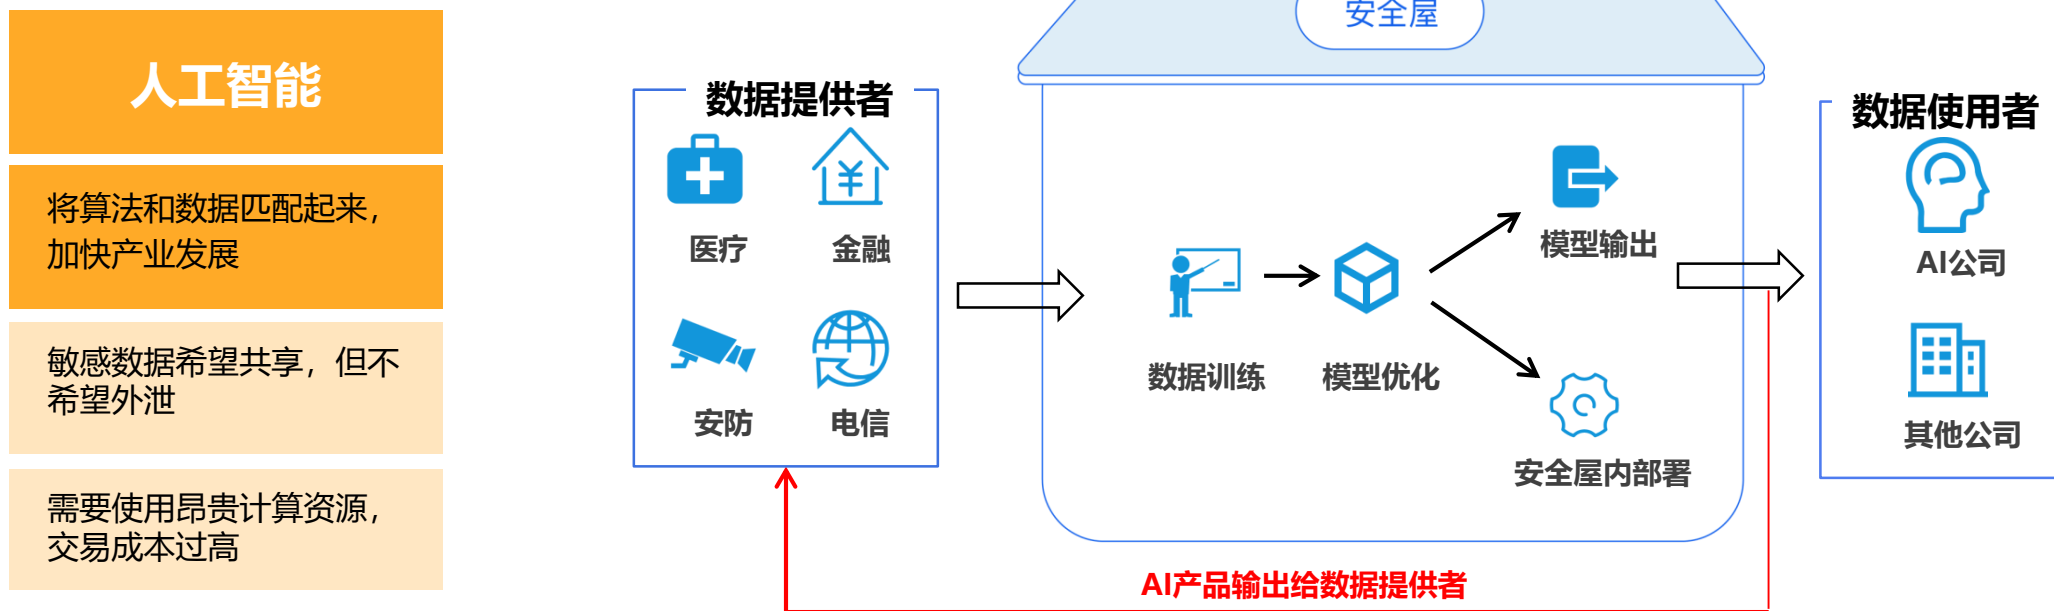 人工智能
将算法和数据匹配起来，
加快产业发展
敏感数据希望共享，但不
希望外泄
需要使用昂贵计算资源，
交易成本过高
数据提供者
医疗
金融
安防
电信
安全屋
数据训练
模型优化
模型输出
安全屋内部署
数据使用者
AI公司
其他公司
AI产品输出给数据提供者